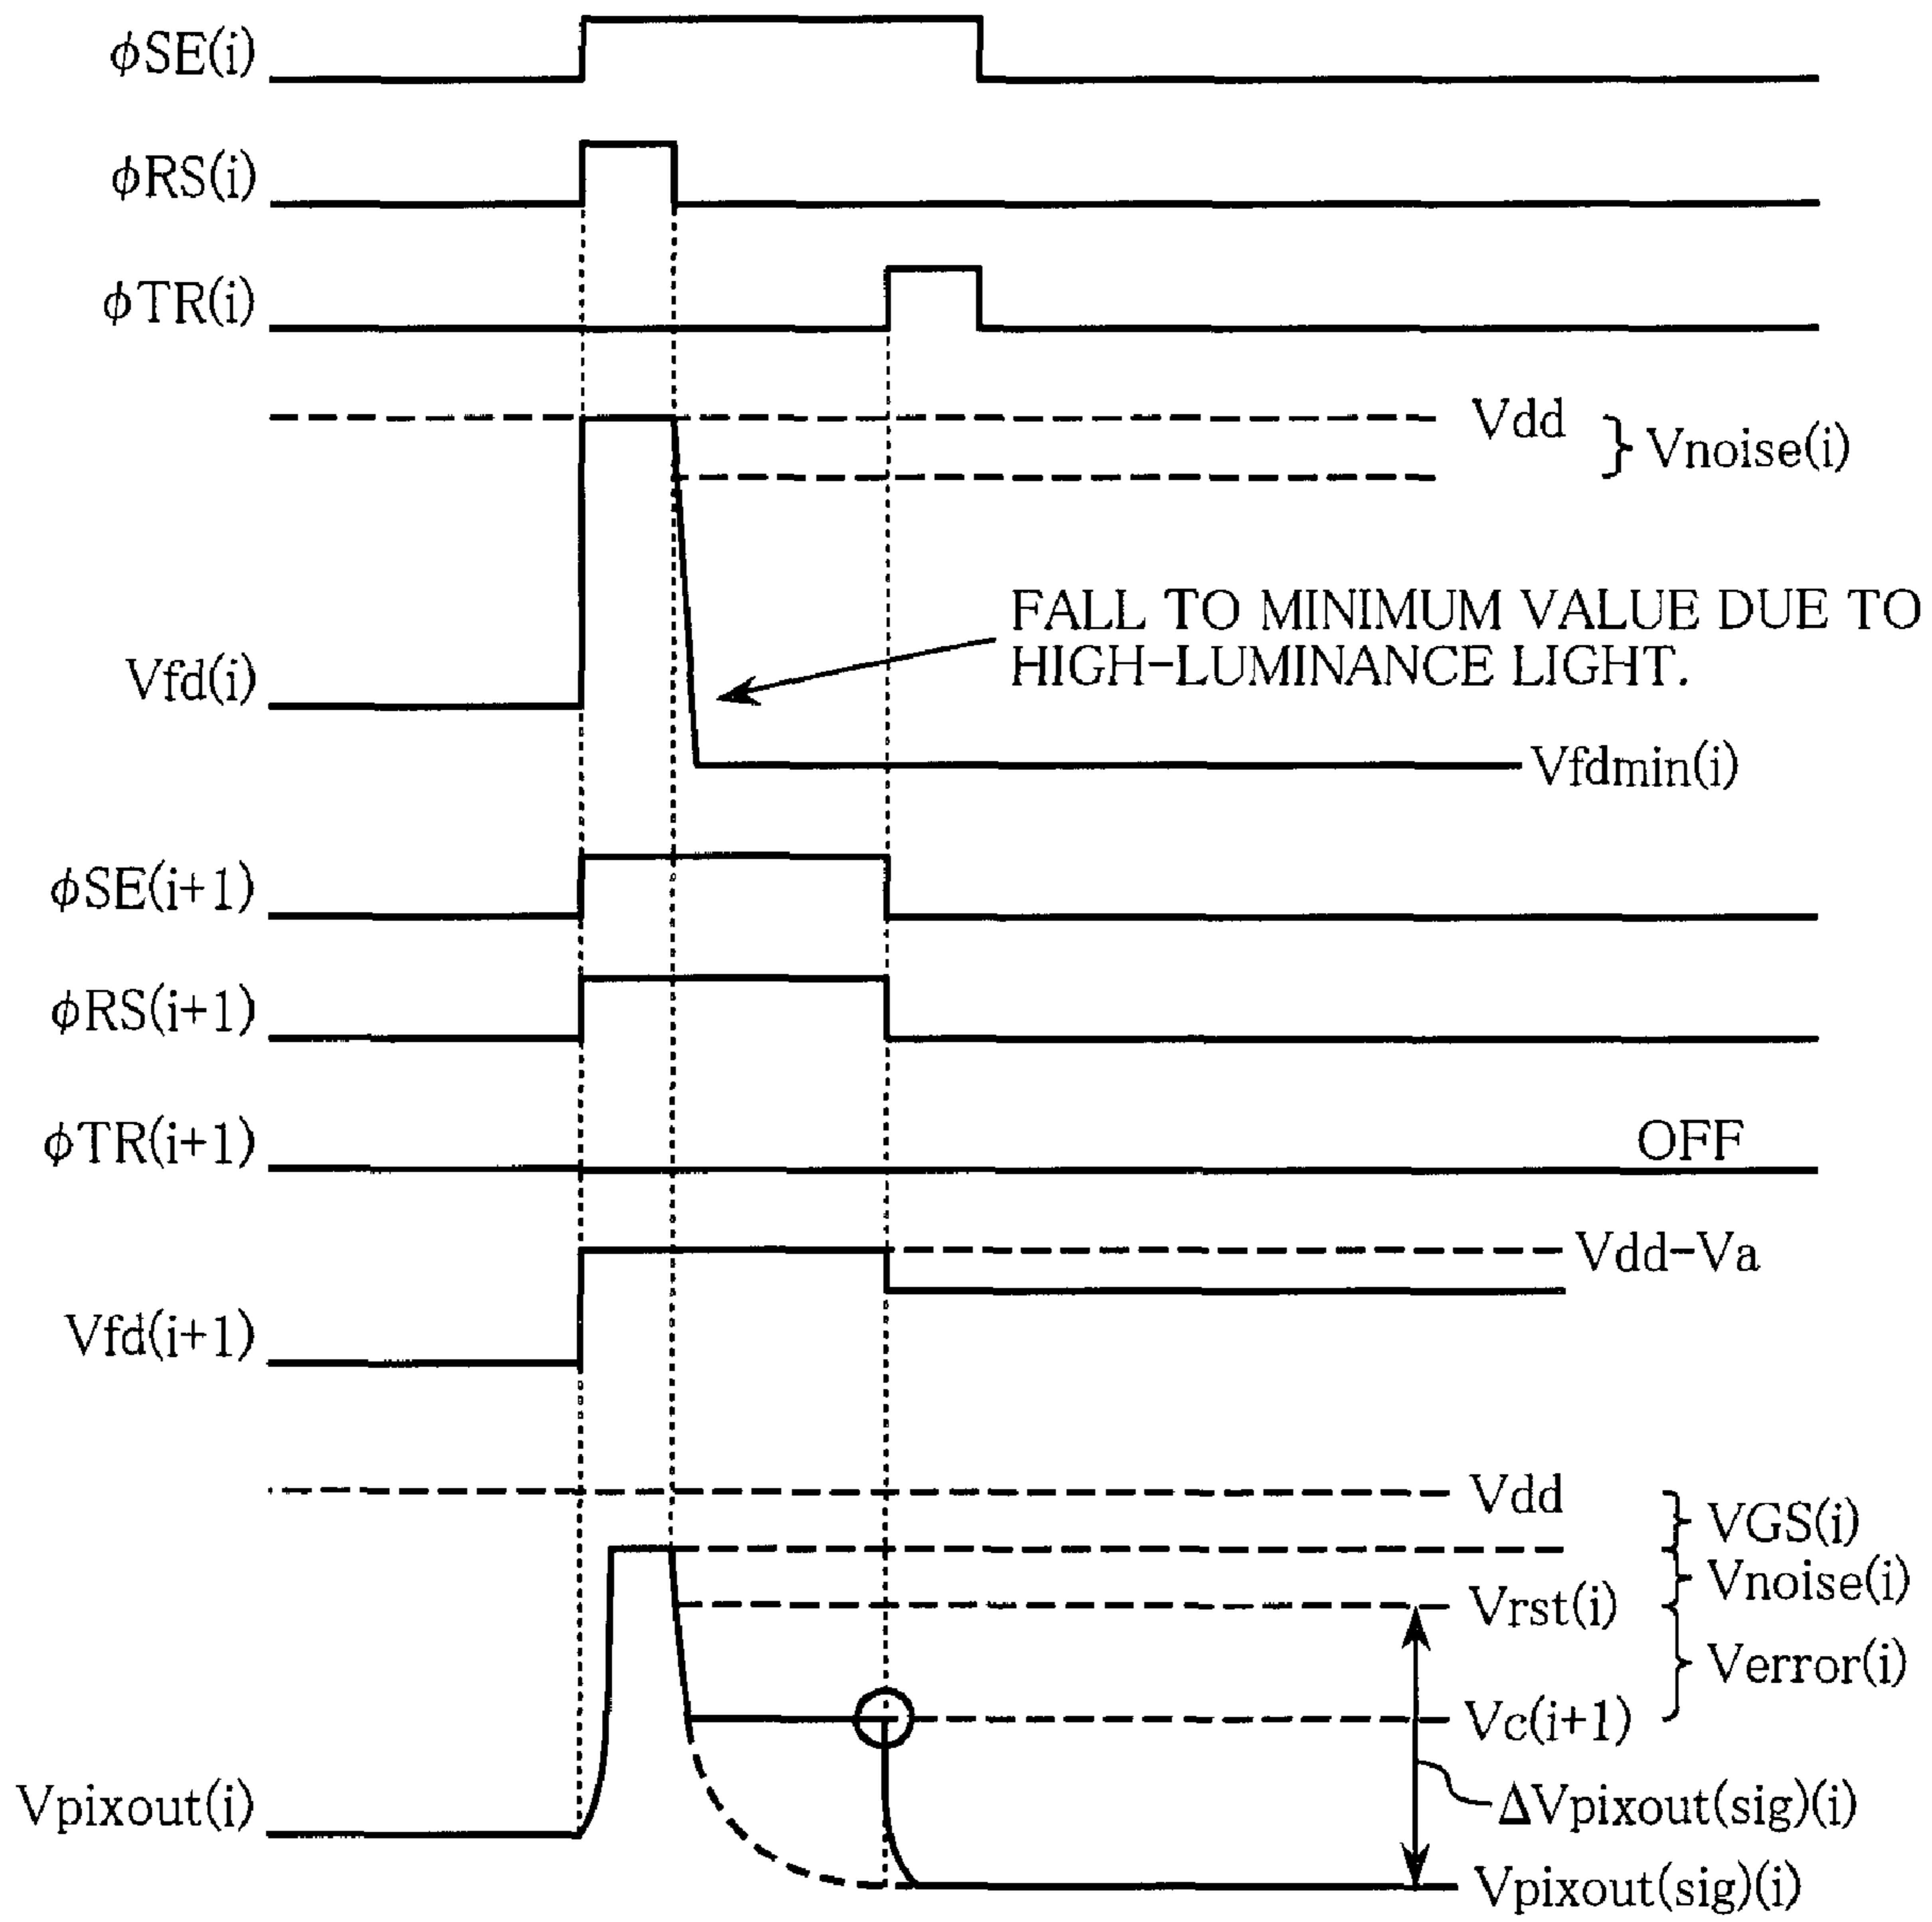 φSE(i)
φRS(i)
φTR(i)
Vdd
Vnoise(i)
FALL TO MINIMUM VALUE DUE TO
HIGH-LUMINANCE LIGHT.
Vfd(i)
Vfdmin(i)
φSE(i+1)
φRS(i+1)
φTR(i+1)
OFF
Vdd-Va
Vfd(i+1)
Vdd
VGS(i)
Vnoise(i)
Vrst(i)
Verror(i)
Vc(i+1)
Vpixout(i)
ΔVpixout(sig)(i)
Vpixout(sig)(i)